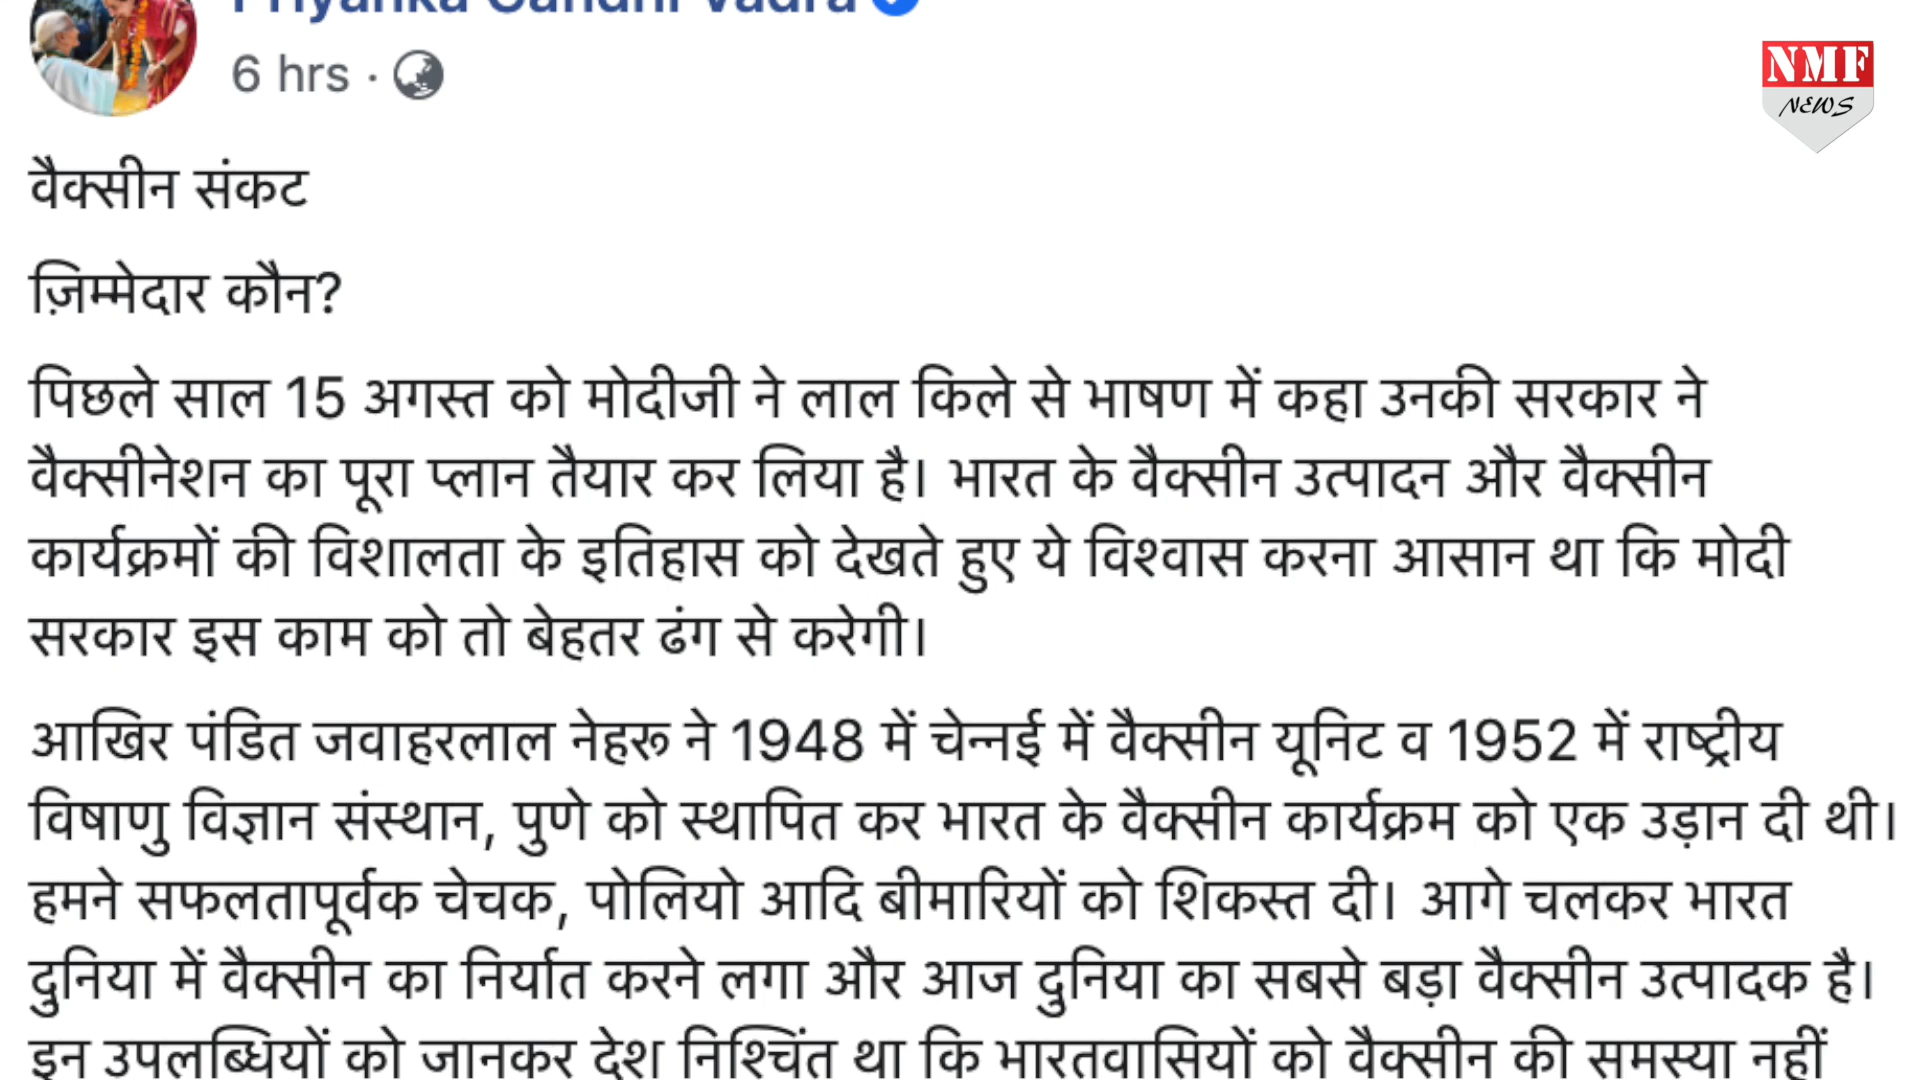 Priyanka Gandhi Vadra
6 hrs ·
NMF
NEWS
वैक्सीन संकट
ज़िम्मेदार कौन?
पिछले साल 15 अगस्त को मोदीजी ने लाल किले से भाषण में कहा उनकी सरकार ने
वैक्सीनेशन का पूरा प्लान तैयार कर लिया है। भारत के वैक्सीन उत्पादन और वैक्सीन
कार्यक्रमों की विशालता के इतिहास को देखते हुए ये विश्वास करना आसान था कि मोदी
सरकार इस काम को तो बेहतर ढंग से करेगी।
आखिर पंडित जवाहरलाल नेहरू ने 1948 में चेन्नई में वैक्सीन यूनिट व 1952 में राष्ट्रीय
विषाणु विज्ञान संस्थान, पुणे को स्थापित कर भारत के वैक्सीन कार्यक्रम को एक उड़ान दी थी।
हमने सफलतापूर्वक चेचक, पोलियो आदि बीमारियों को शिकस्त दी। आगे चलकर भारत
दुनिया में वैक्सीन का निर्यात करने लगा और आज दुनिया का सबसे बड़ा वैक्सीन उत्पादक है।
इन उपलब्धियों को जानकर देश निश्चिंत था कि भारतवासियों को वैक्सीन की समस्या नहीं